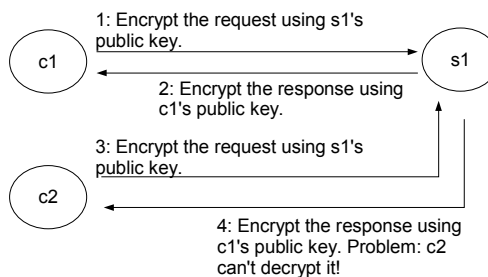 1: Encrypt the request using s1's
public key.
c1
s1
2: Encrypt the response using
c1's public key.
3: Encrypt the request using s1's
public key.
c2
4: Encrypt the response using
c1's public key. Problem: c2
can't decrypt it!